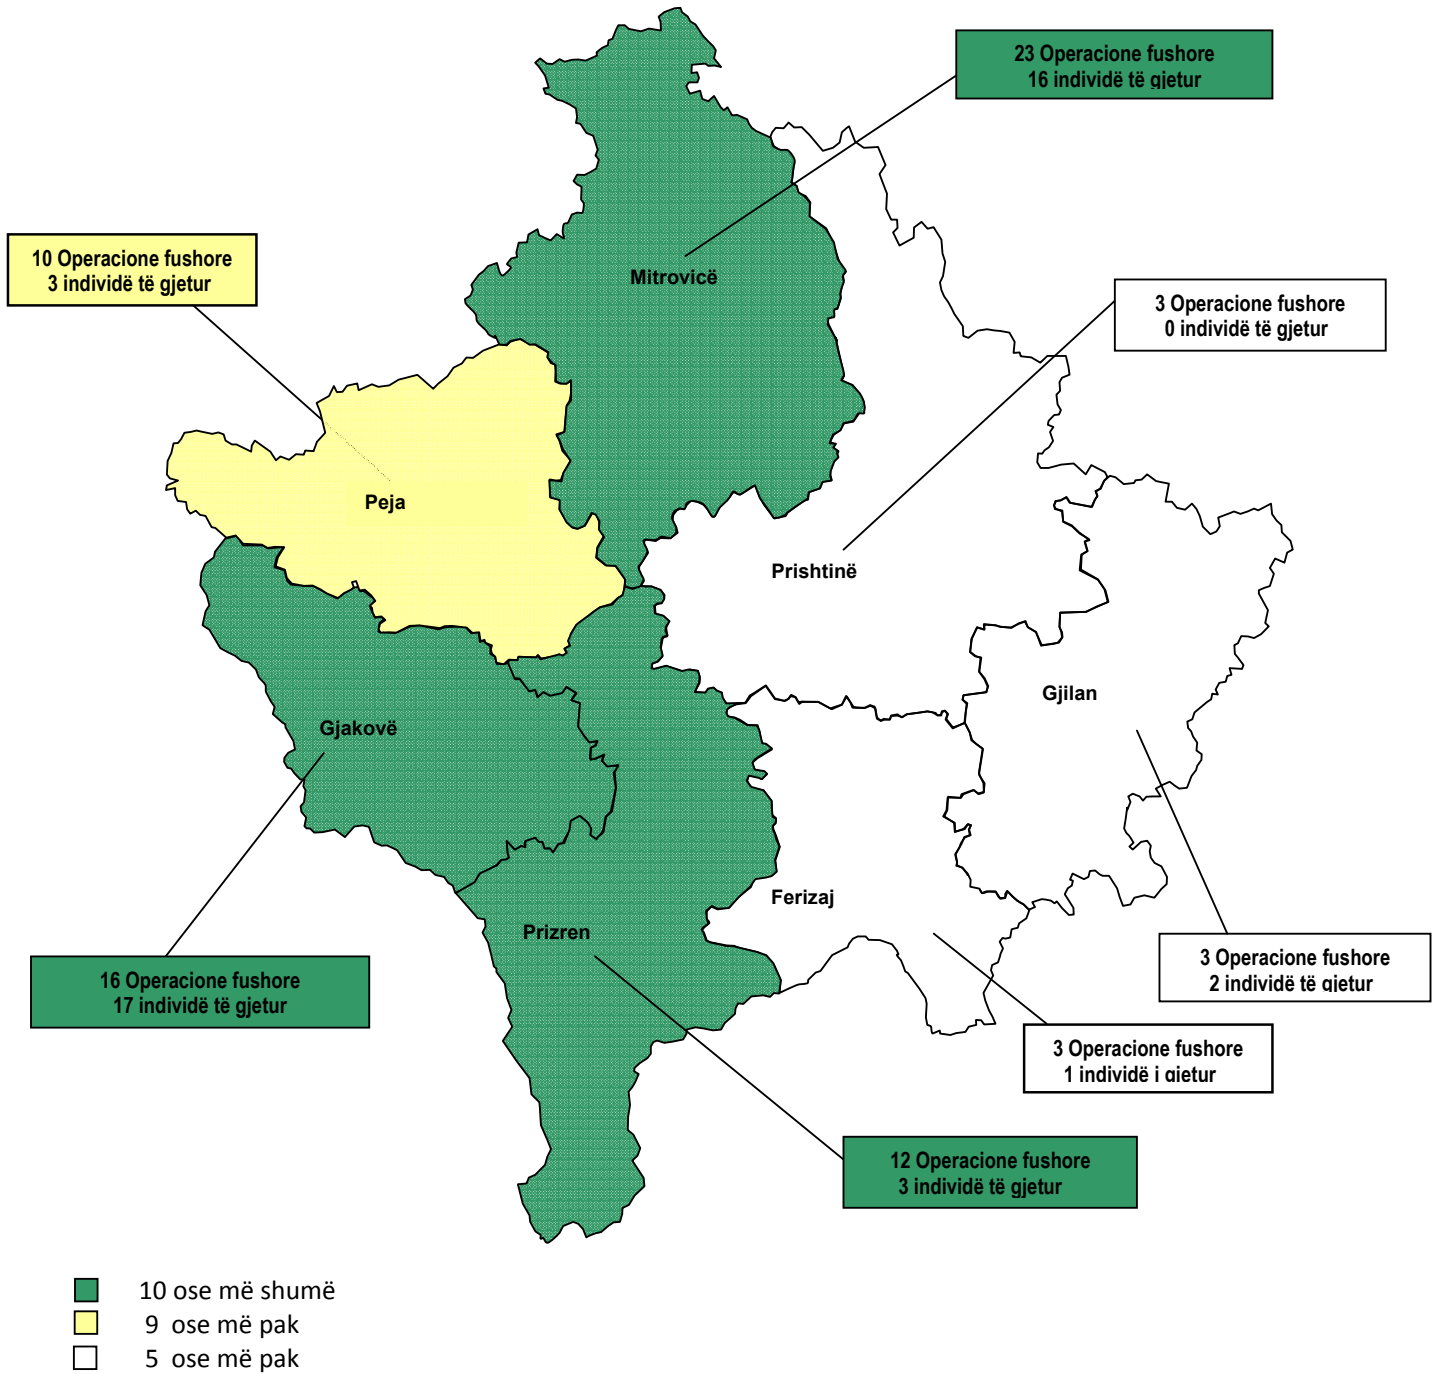 23 Operacione fushore
16 individë të gjetur
10 Operacione fushore
3 individë të gjetur
Mitrovicë
3 Operacione fushore
0 individë të gjetur
Peja
Prishtinë
Gjilan
Gjakovë
Ferizaj
Prizren
3 Operacione fushore
2 individë të gjetur
16 Operacione fushore
17 individë të gjetur
3 Operacione fushore
1 individë i gjetur
12 Operacione fushore
3 individë të gjetur
10 ose më shumë
9 ose më pak
5 ose më pak